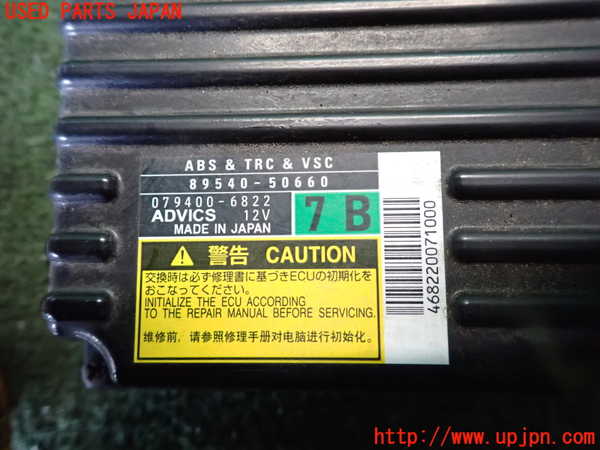 USED PARTS JAPAN
ABS & TRC & VSC
89540-50660
079400-6822
ADVICS 12V
MADE IN JAPAN
7B
警告 CAUTION
交換時は必ず修理書に基づきECUの初期化を
おこなってください。
INITIALIZE THE ECU ACCORDING
TO THE REPAIR MANUAL BEFORE SERVICING.
维修前，请参照修理手册对电脑进行初始化。
468220071000
http://www.upjpn.com/